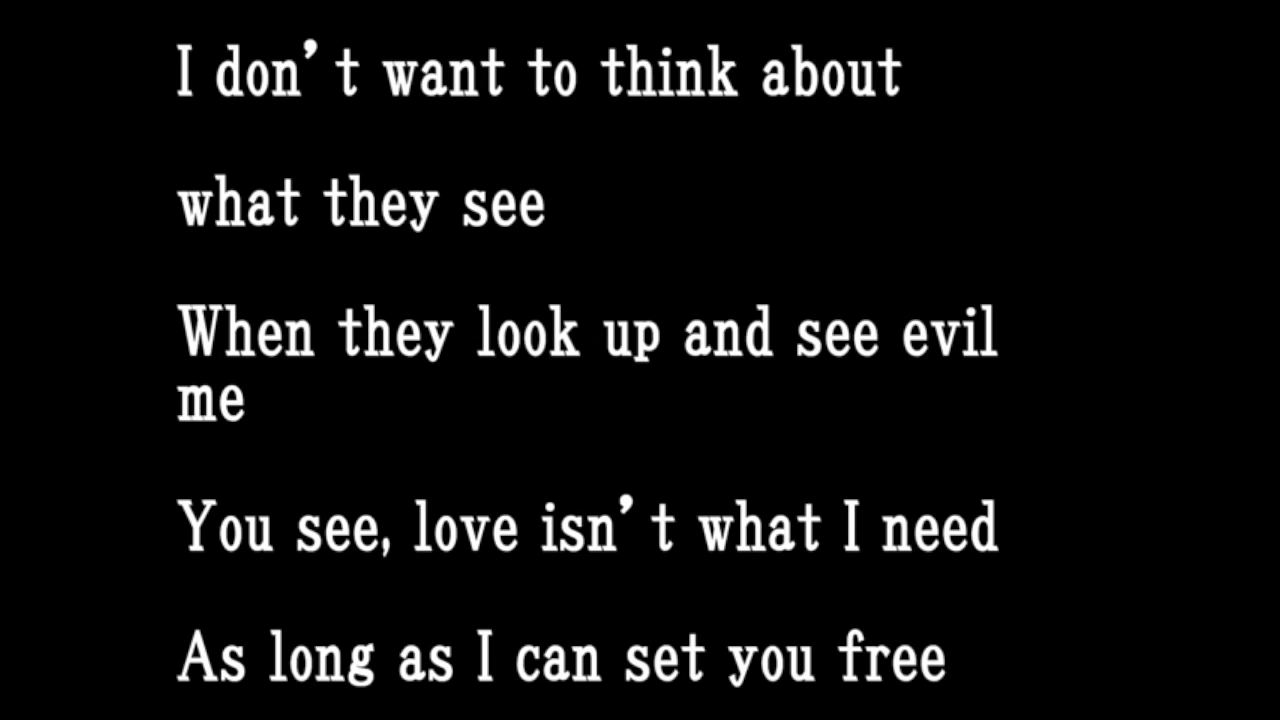 I don’t want to think about
what they see
When they look up and see evil
me
You see, love isn’t what I need
As long as I can set you free